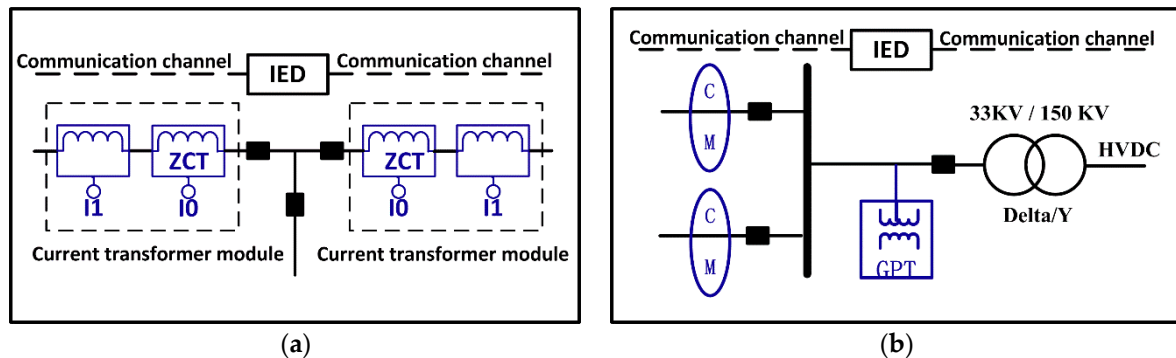 Communication channel
Communication channel
IED
ZCT
I1
I0
ZCT
I0
I1
Current transformer module
Current transformer module
(a)
Communication channel
Communication channel
IED
C
M
C
M
GPT
33KV / 150 KV
HVDC
Delta/Y
(b)